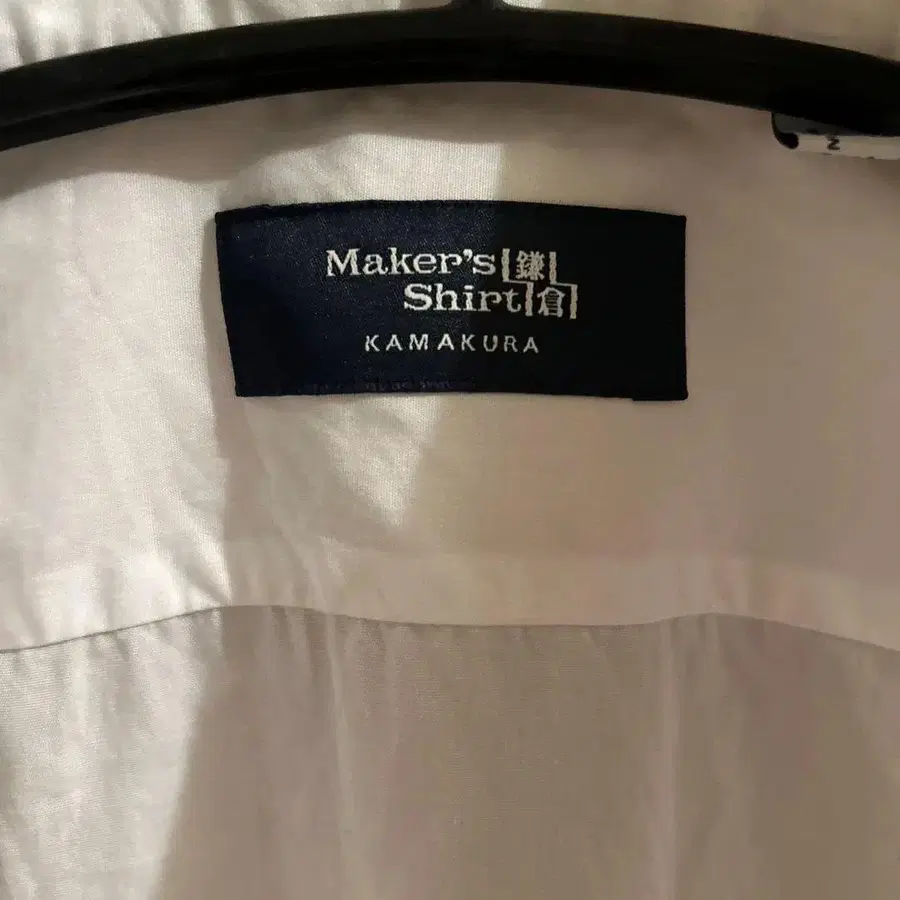 Maker's 鎌
Shirt 倉
KAMAKURA